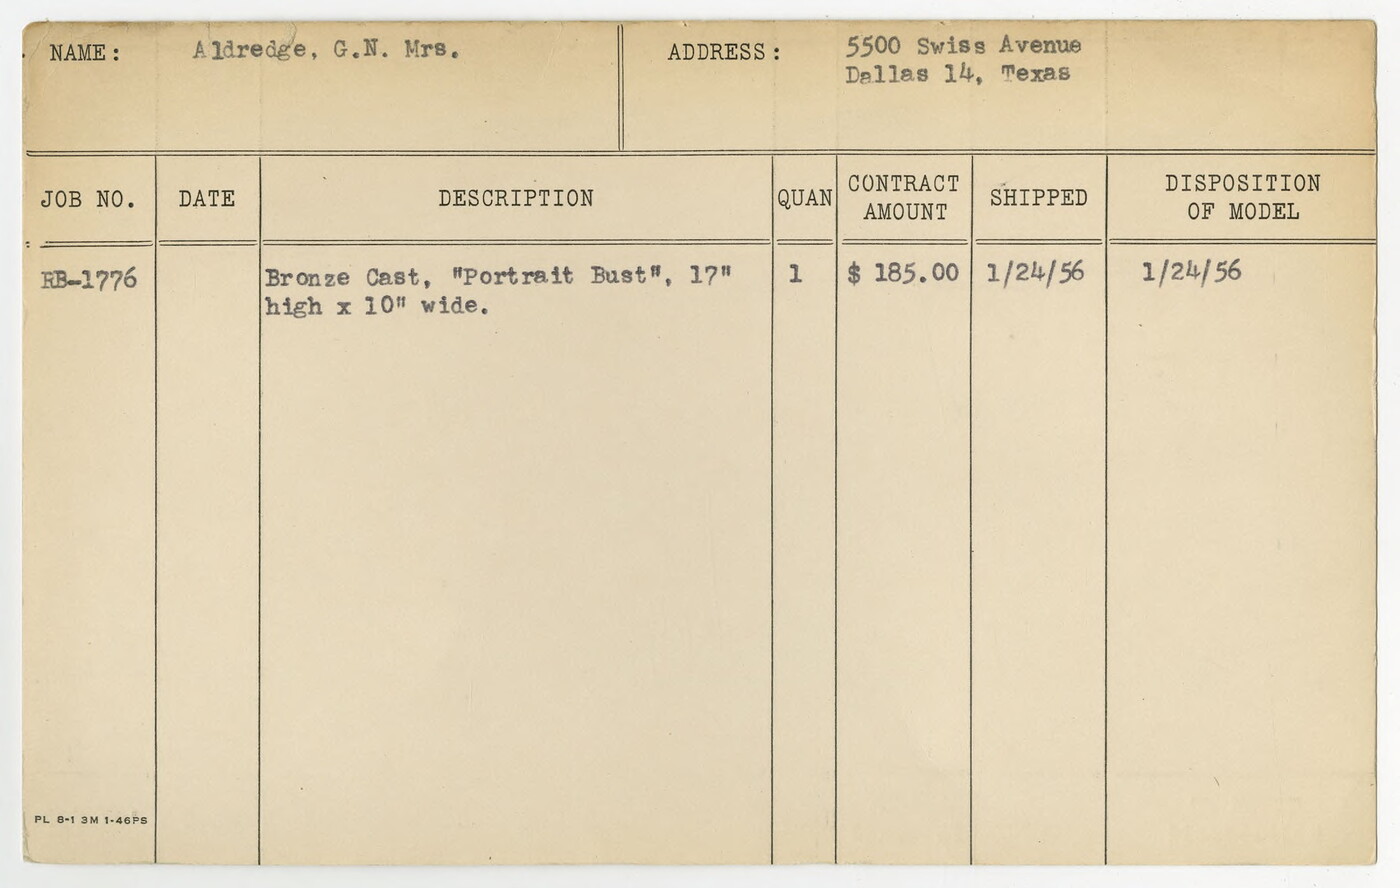 NAME: Aldredge, G.N. Mrs. ADDRESS: 5500 Swiss Avenue
Dallas 14, Texas
JOB NO. DATE DESCRIPTION QUAN CONTRACT AMOUNT SHIPPED DISPOSITION OF MODEL
RB-1776 Bronze Cast, "Portrait Bust", 17" 1 $ 185.00 1/24/56 1/24/56
high x 10" wide.
PL 8-1 3M 1-46PS